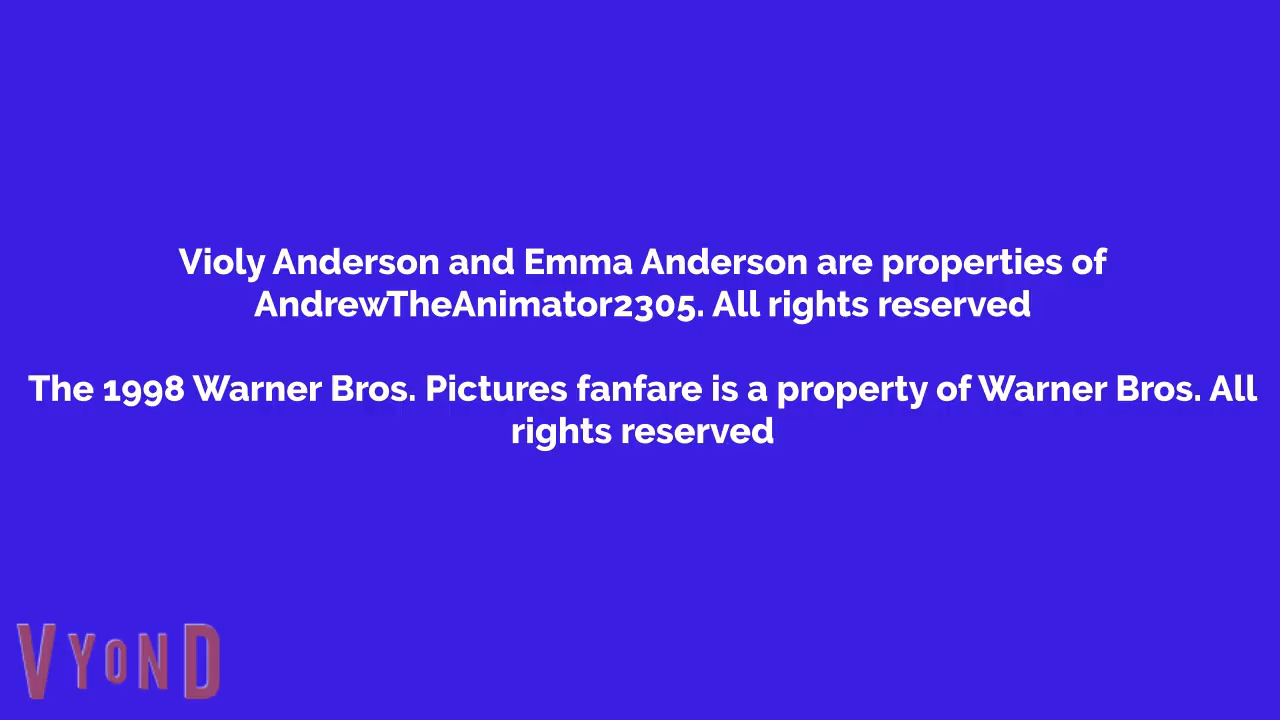 Violy Anderson and Emma Anderson are properties of
AndrewTheAnimator2305. All rights reserved
The 1998 Warner Bros. Pictures fanfare is a property of Warner Bros. All
rights reserved
VYOND